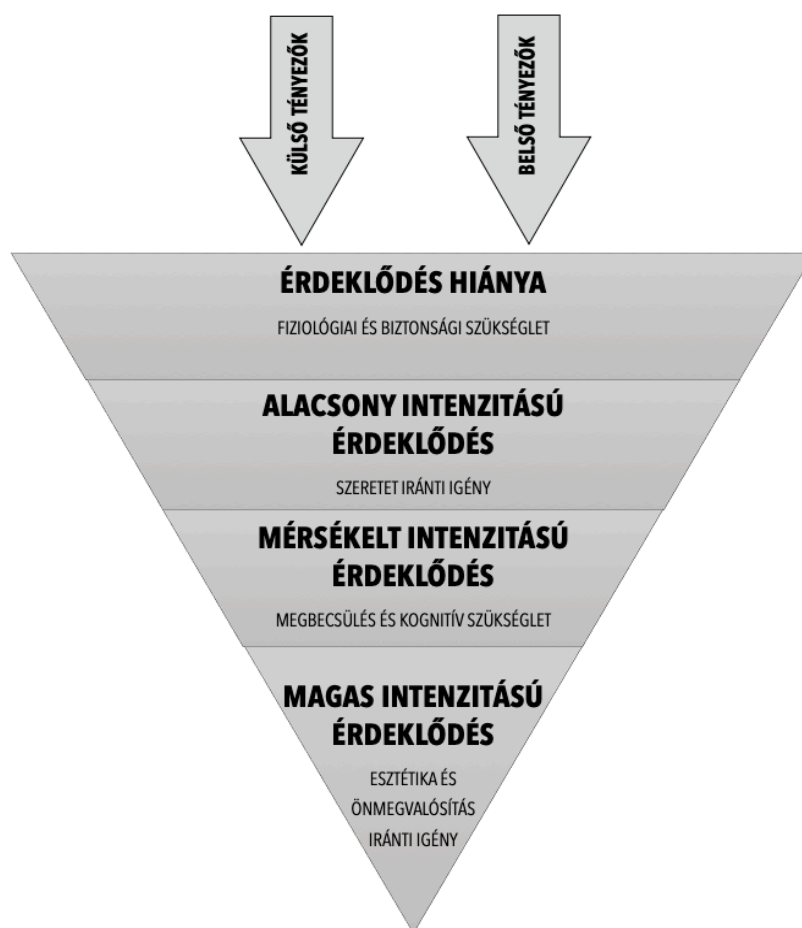 KÜLSŐ TÉNYEZŐK
BELSŐ TÉNYEZŐK
ÉRDEKLŐDÉS HIÁNYA
FIZIOLÓGIAI ÉS BIZTONSÁGI SZÜKSÉGLET
ALACSONY INTENZITÁSÚ
ÉRDEKLŐDÉS
SZERETET IRÁNTI IGÉNY
MÉRSÉKELT INTENZITÁSÚ
ÉRDEKLŐDÉS
MEGBECSÜLÉS ÉS KOGNITÍV SZÜKSÉGLET
MAGAS INTENZITÁSÚ
ÉRDEKLŐDÉS
ESZTÉTIKA ÉS
ÖNMEGVALÓSÍTÁS
IRÁNTI IGÉNY